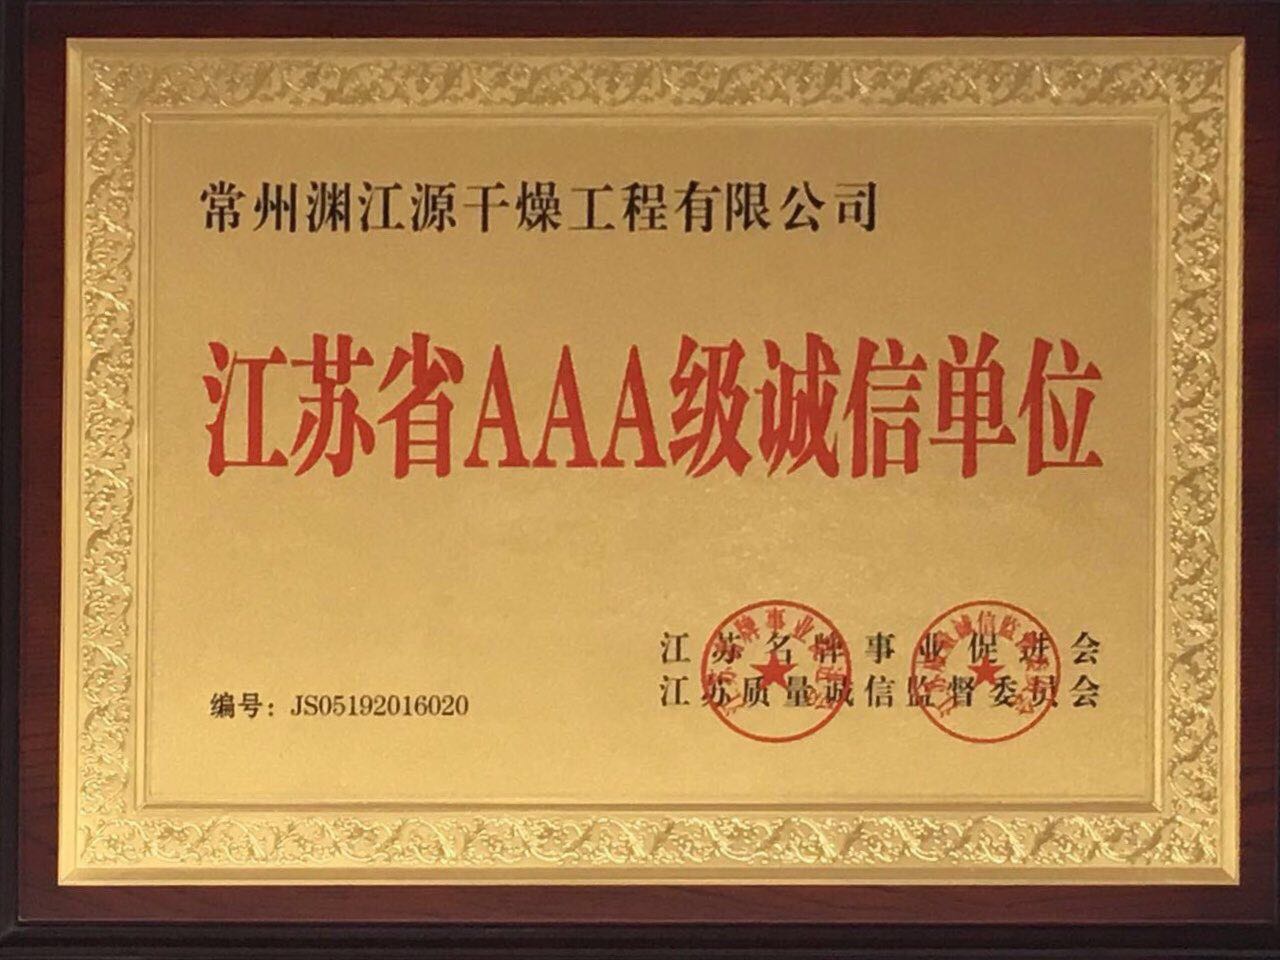 常州渊江源干燥工程有限公司
江苏省AAA级诚信单位
江苏名牌事业促进会
江苏质量诚信监督委员会
编号：JS05192016020